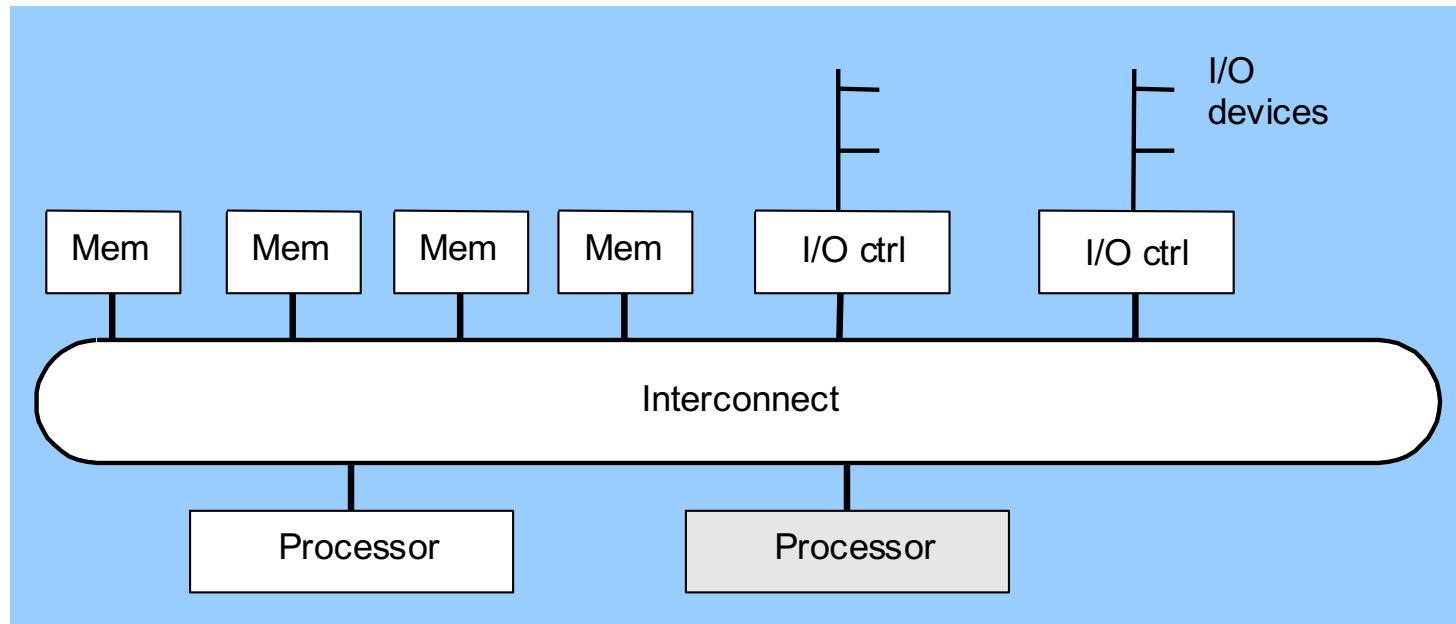 I/O
devices
Mem
Mem
Mem
Mem
I/O ctrl
I/O ctrl
Interconnect
Processor
Processor